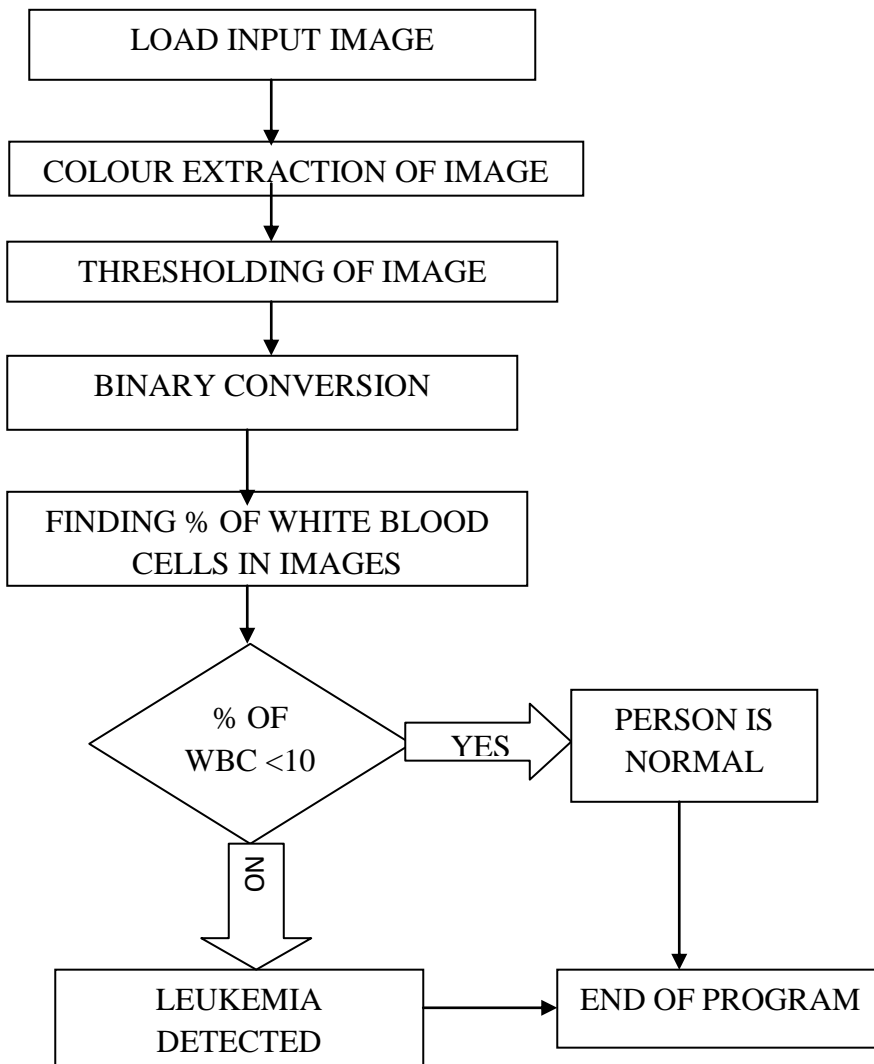 LOAD INPUT IMAGE
COLOUR EXTRACTION OF IMAGE
THRESHOLDING OF IMAGE
BINARY CONVERSION
FINDING % OF WHITE BLOOD
CELLS IN IMAGES
% OF
WBC <10
YES
PERSON IS
NORMAL
NO
LEUKEMIA
DETECTED
END OF PROGRAM